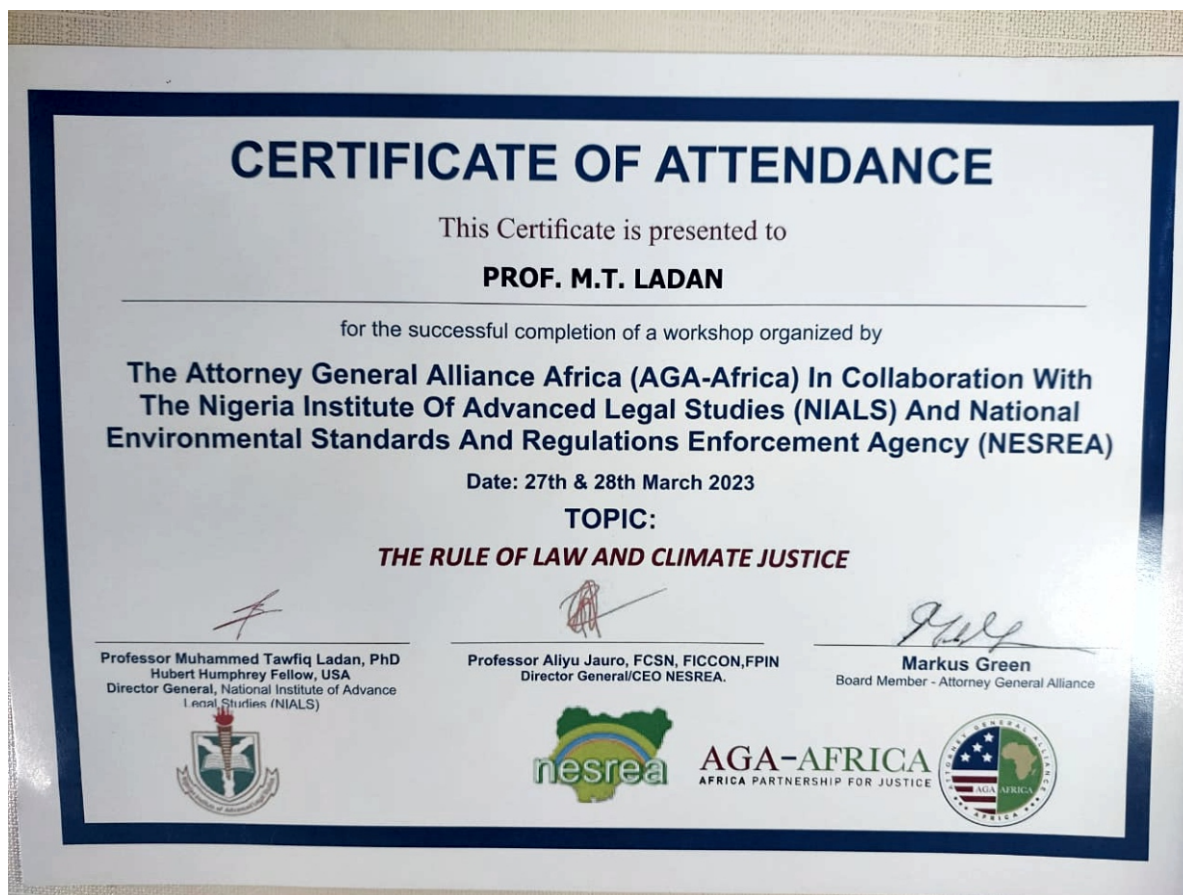 CERTIFICATE OF ATTENDANCE
This Certificate is presented to
PROF. M.T. LADAN
for the successful completion of a workshop organized by
The Attorney General Alliance Africa (AGA-Africa) In Collaboration With
The Nigeria Institute Of Advanced Legal Studies (NIALS) And National
Environmental Standards And Regulations Enforcement Agency (NESREA)
Date: 27th & 28th March 2023
TOPIC:
THE RULE OF LAW AND CLIMATE JUSTICE
Professor Muhammed Tawfiq Ladan, PhD
Hubert Humphrey Fellow, USA
Director General, National Institute of Advance
Legal Studies (NIALS)
Professor Aliyu Jauro, FCSN, FICCON,FPIN
Director General/CEO NESREA.
Markus Green
Board Member - Attorney General Alliance
nesrea
AGA-AFRICA
AFRICA PARTNERSHIP FOR JUSTICE
ATTORNEY GENERAL ALLIANCE
AGA AFRICA
AFRICA